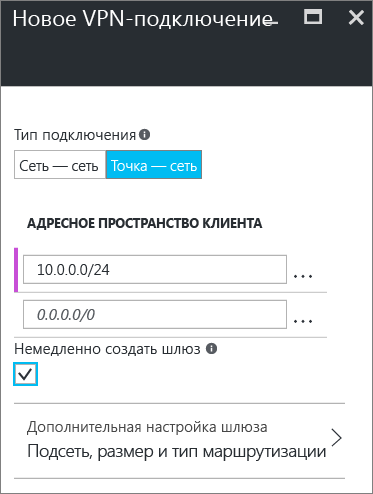 Новое VPN-подключение
Тип подключения
Сеть — сеть Точка — сеть
АДРЕСНОЕ ПРОСТРАНСТВО КЛИЕНТА
10.0.0.0/24 ...
0.0.0.0/0 ...
Немедленно создать шлюз
Дополнительная настройка шлюза
Подсеть, размер и тип маршрутизации